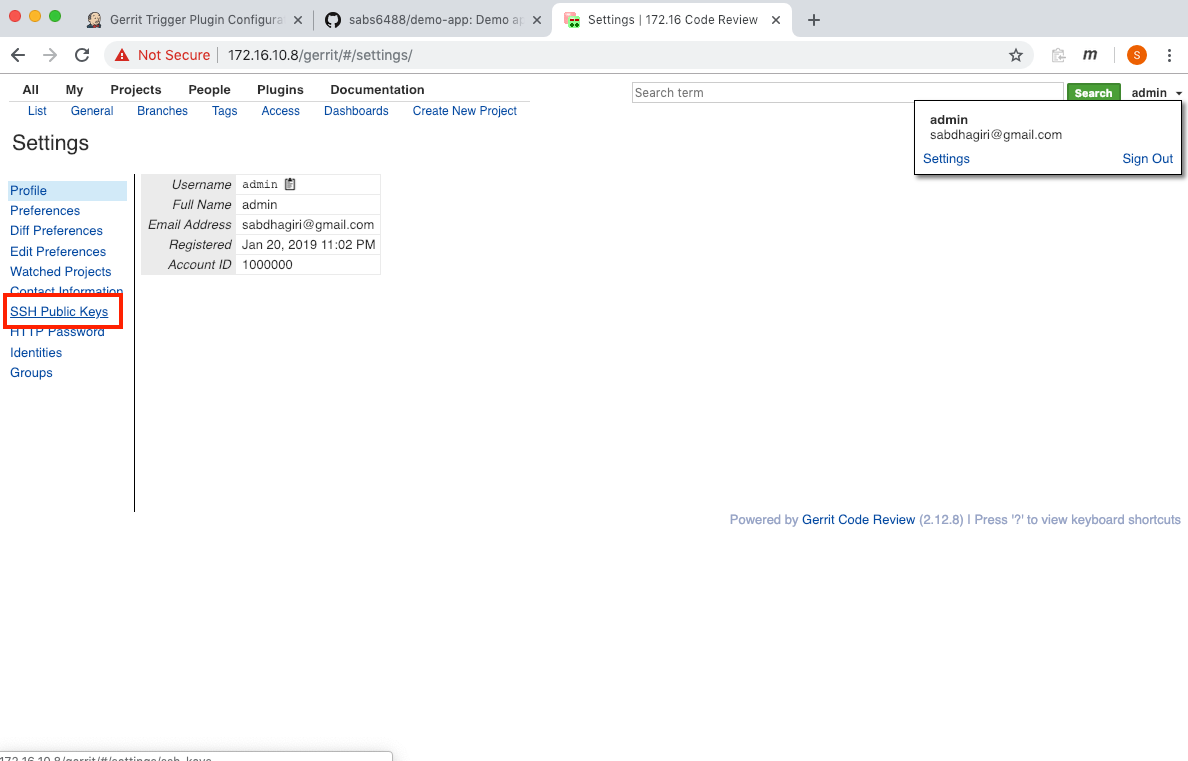 Gerrit Trigger Plugin Configura
sabs6488/demo-app: Demo ap
Settings | 172.16 Code Review
Not Secure
172.16.10.8/gerrit/#/settings/
m
S
All My Projects People Plugins Documentation
List General Branches Tags Access Dashboards Create New Project
Search term
Search
admin
admin
sabdhagiri@gmail.com
Settings Sign Out
Settings
Profile
Preferences
Diff Preferences
Edit Preferences
Watched Projects
Contact Information
SSH Public Keys
HTTP Password
Identities
Groups
Username admin
Full Name admin
Email Address sabdhagiri@gmail.com
Registered Jan 20, 2019 11:02 PM
Account ID 1000000
Powered by Gerrit Code Review (2.12.8) | Press '?' to view keyboard shortcuts
172.16.10.8/gerrit/#/settings/ssh-keys